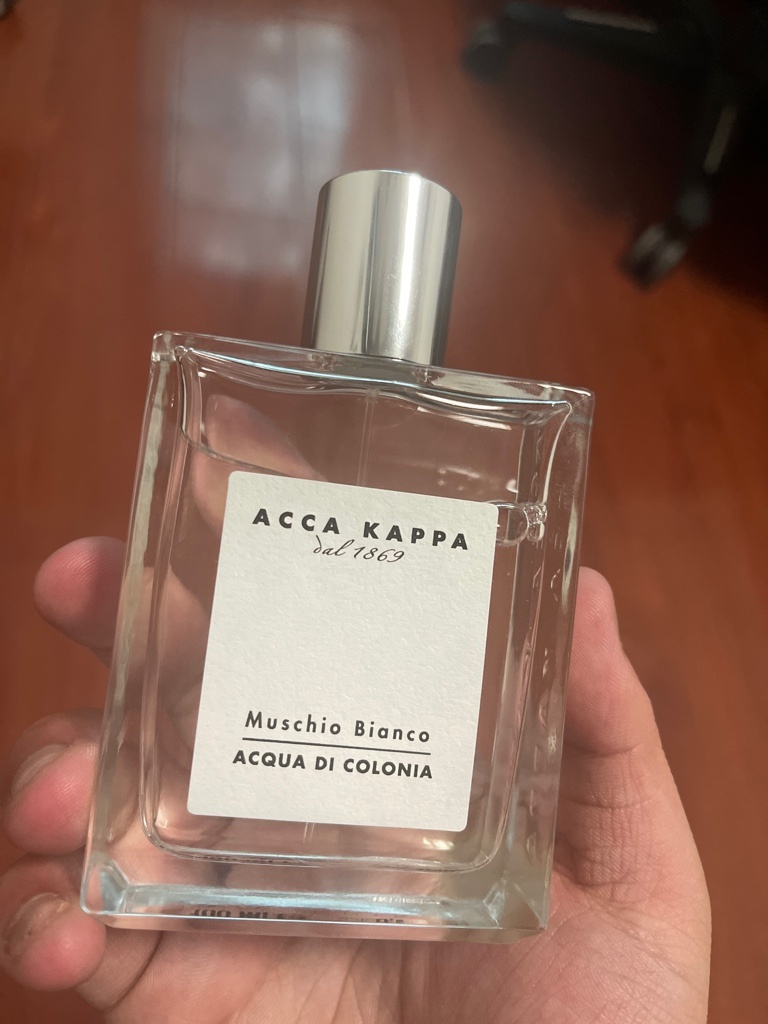 ACCA KAPPA
dal 1869
Muschio Bianco
ACQUA DI COLONIA